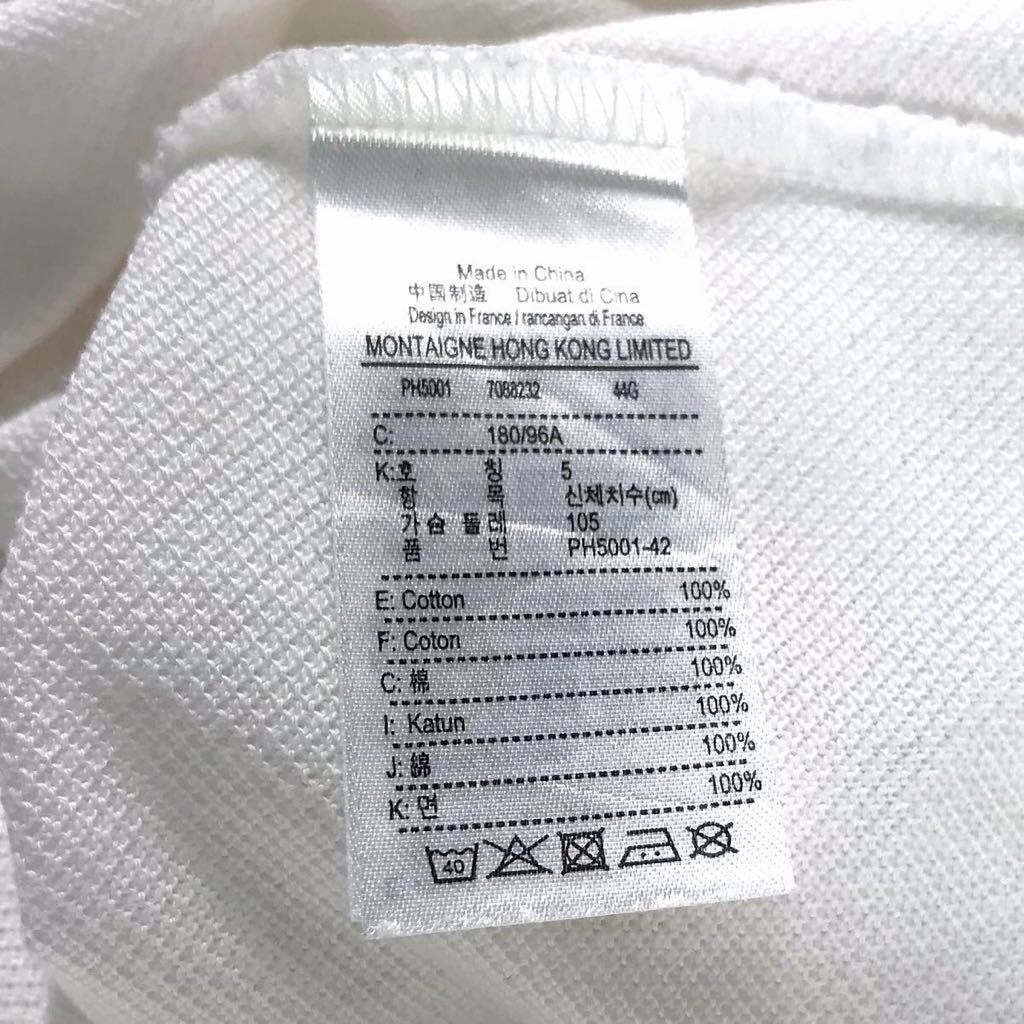 Made in China
中国制造 Dibuat di Cina
Design in France / rancangan di France
MONTAIGNE HONG KONG LIMITED
PH5001 7088232 44G
C: 180/96A
K: 호 칭 5
항 목 신체치수(cm)
가슴 둘레 105
품 번 PH5001-42
E: Cotton 100%
F: Coton 100%
C: 棉 100%
I: Katun 100%
J: 綿 100%
K: 면 100%
40